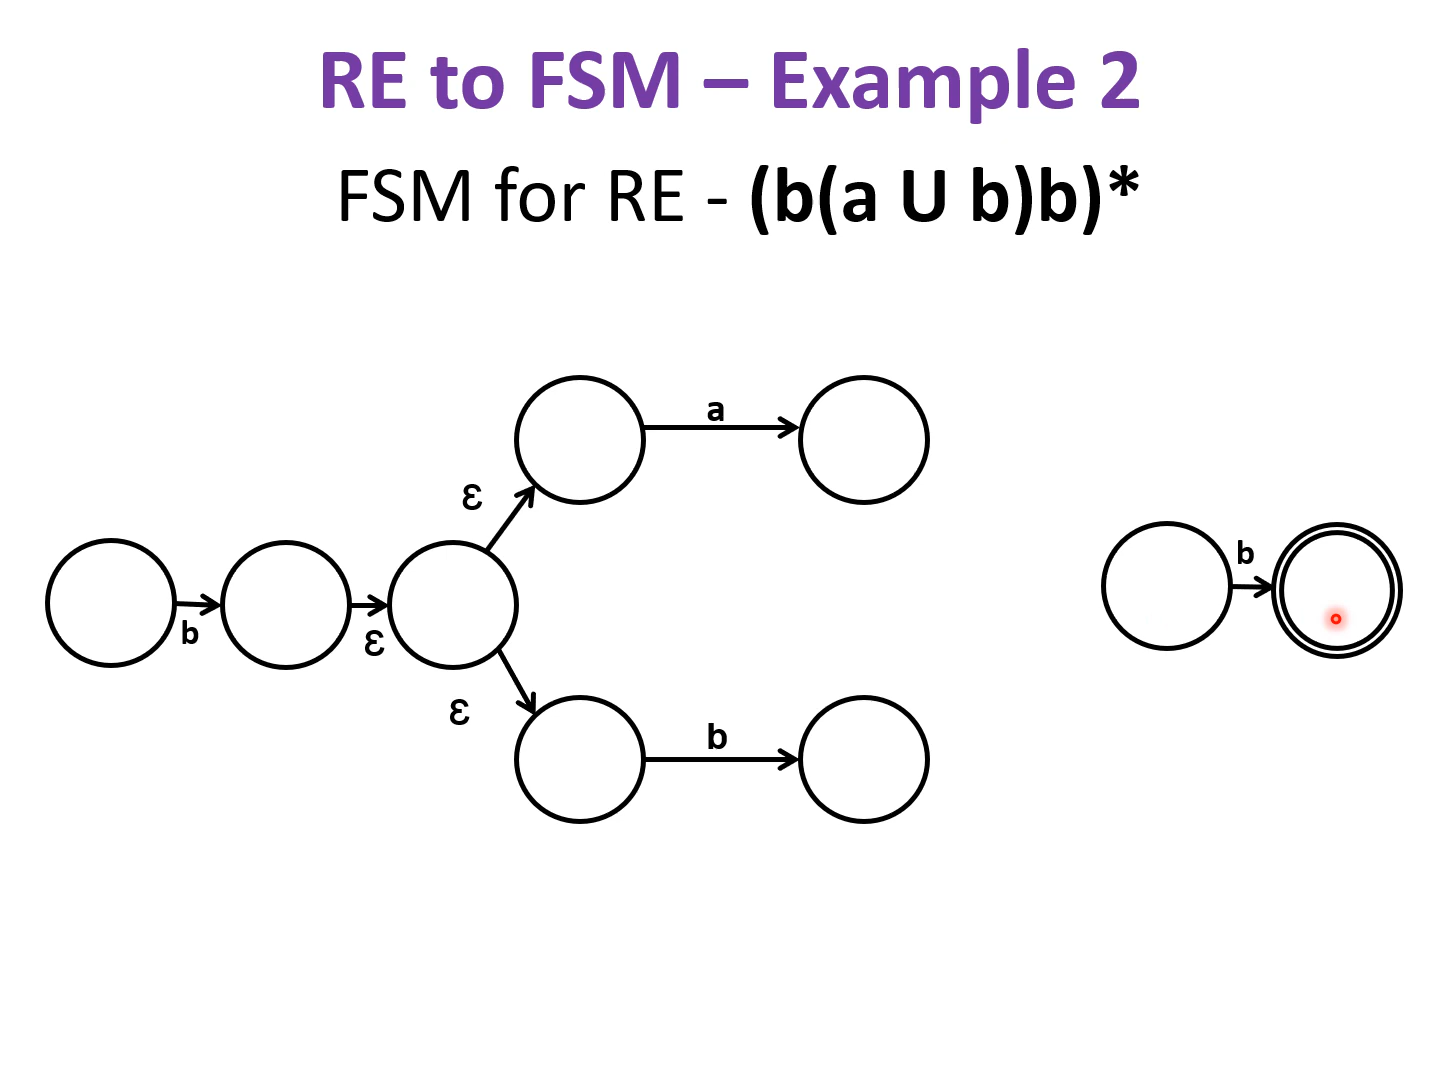 RE to FSM – Example 2
FSM for RE - (b(a U b)b)*
a
ε
b
b
ε
ε
b